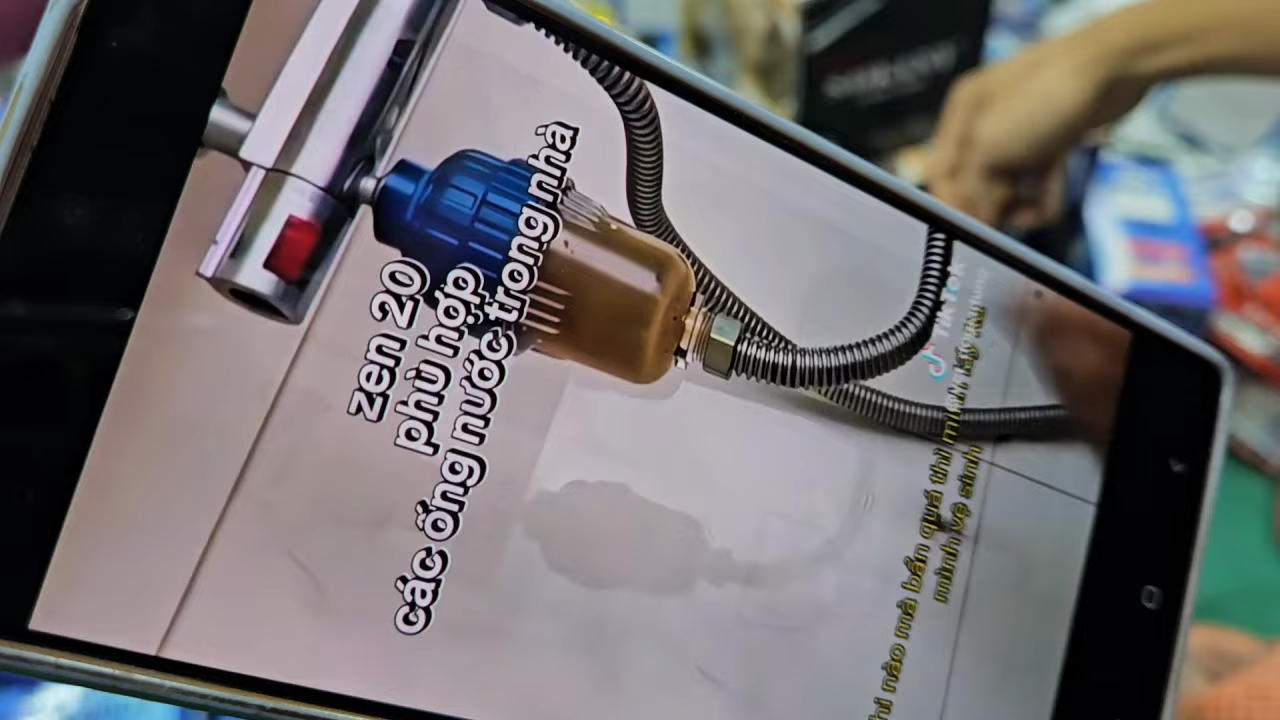 zen 20
phù hợp
các ống nước trong nhà
TikTok
hi nào mà bẩn quá thì mình lấy ra
mình vệ sinh